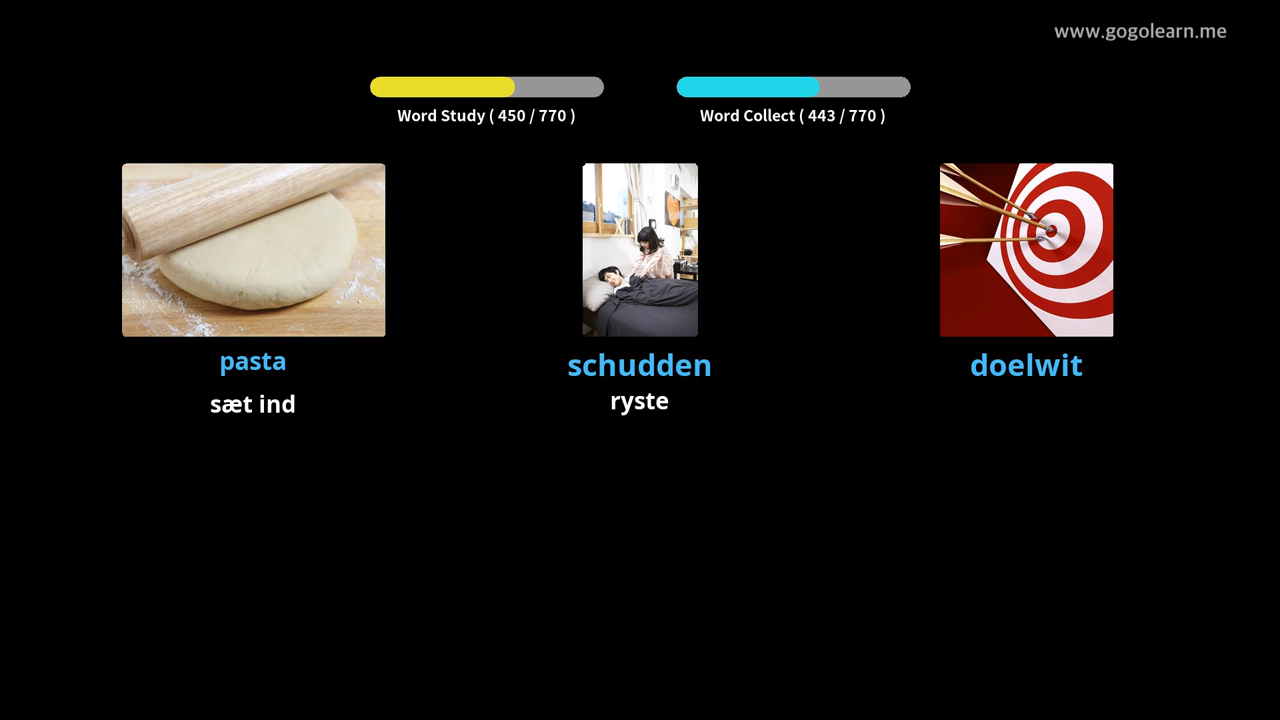 www.gogolearn.me
Word Study ( 450 / 770 )
Word Collect ( 443 / 770 )
pasta
sæt ind
schudden
ryste
doelwit